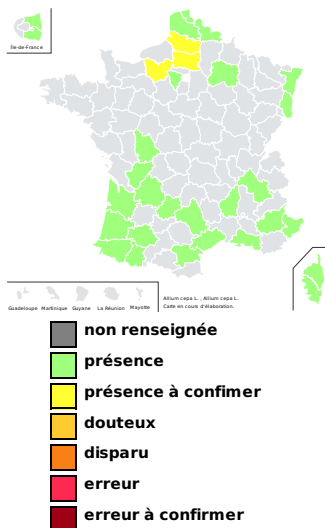 Île-de-France
Guadeloupe Martinique Guyane La Réunion Mayotte
Allium cepa L. , Allium cepa L.
Carte en cours d'élaboration.
non renseignée
présence
présence à confimer
douteux
disparu
erreur
erreur à confirmer